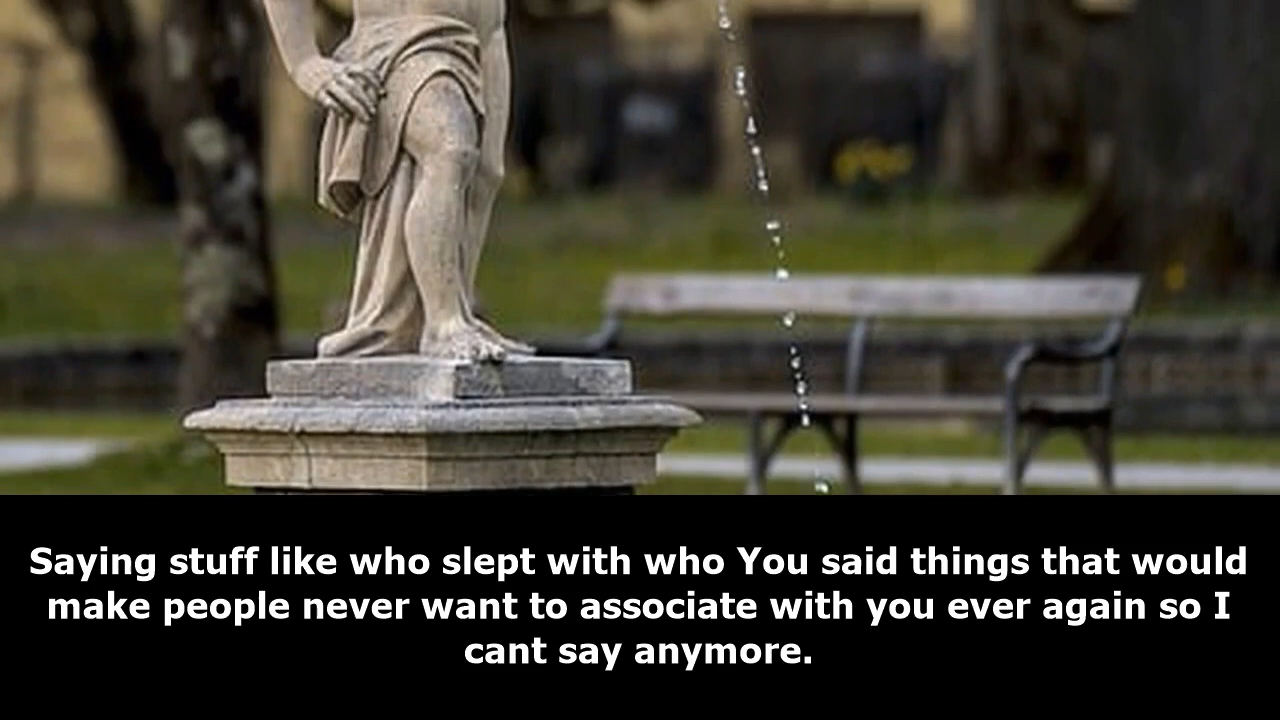 Saying stuff like who slept with who You said things that would
make people never want to associate with you ever again so I
cant say anymore.